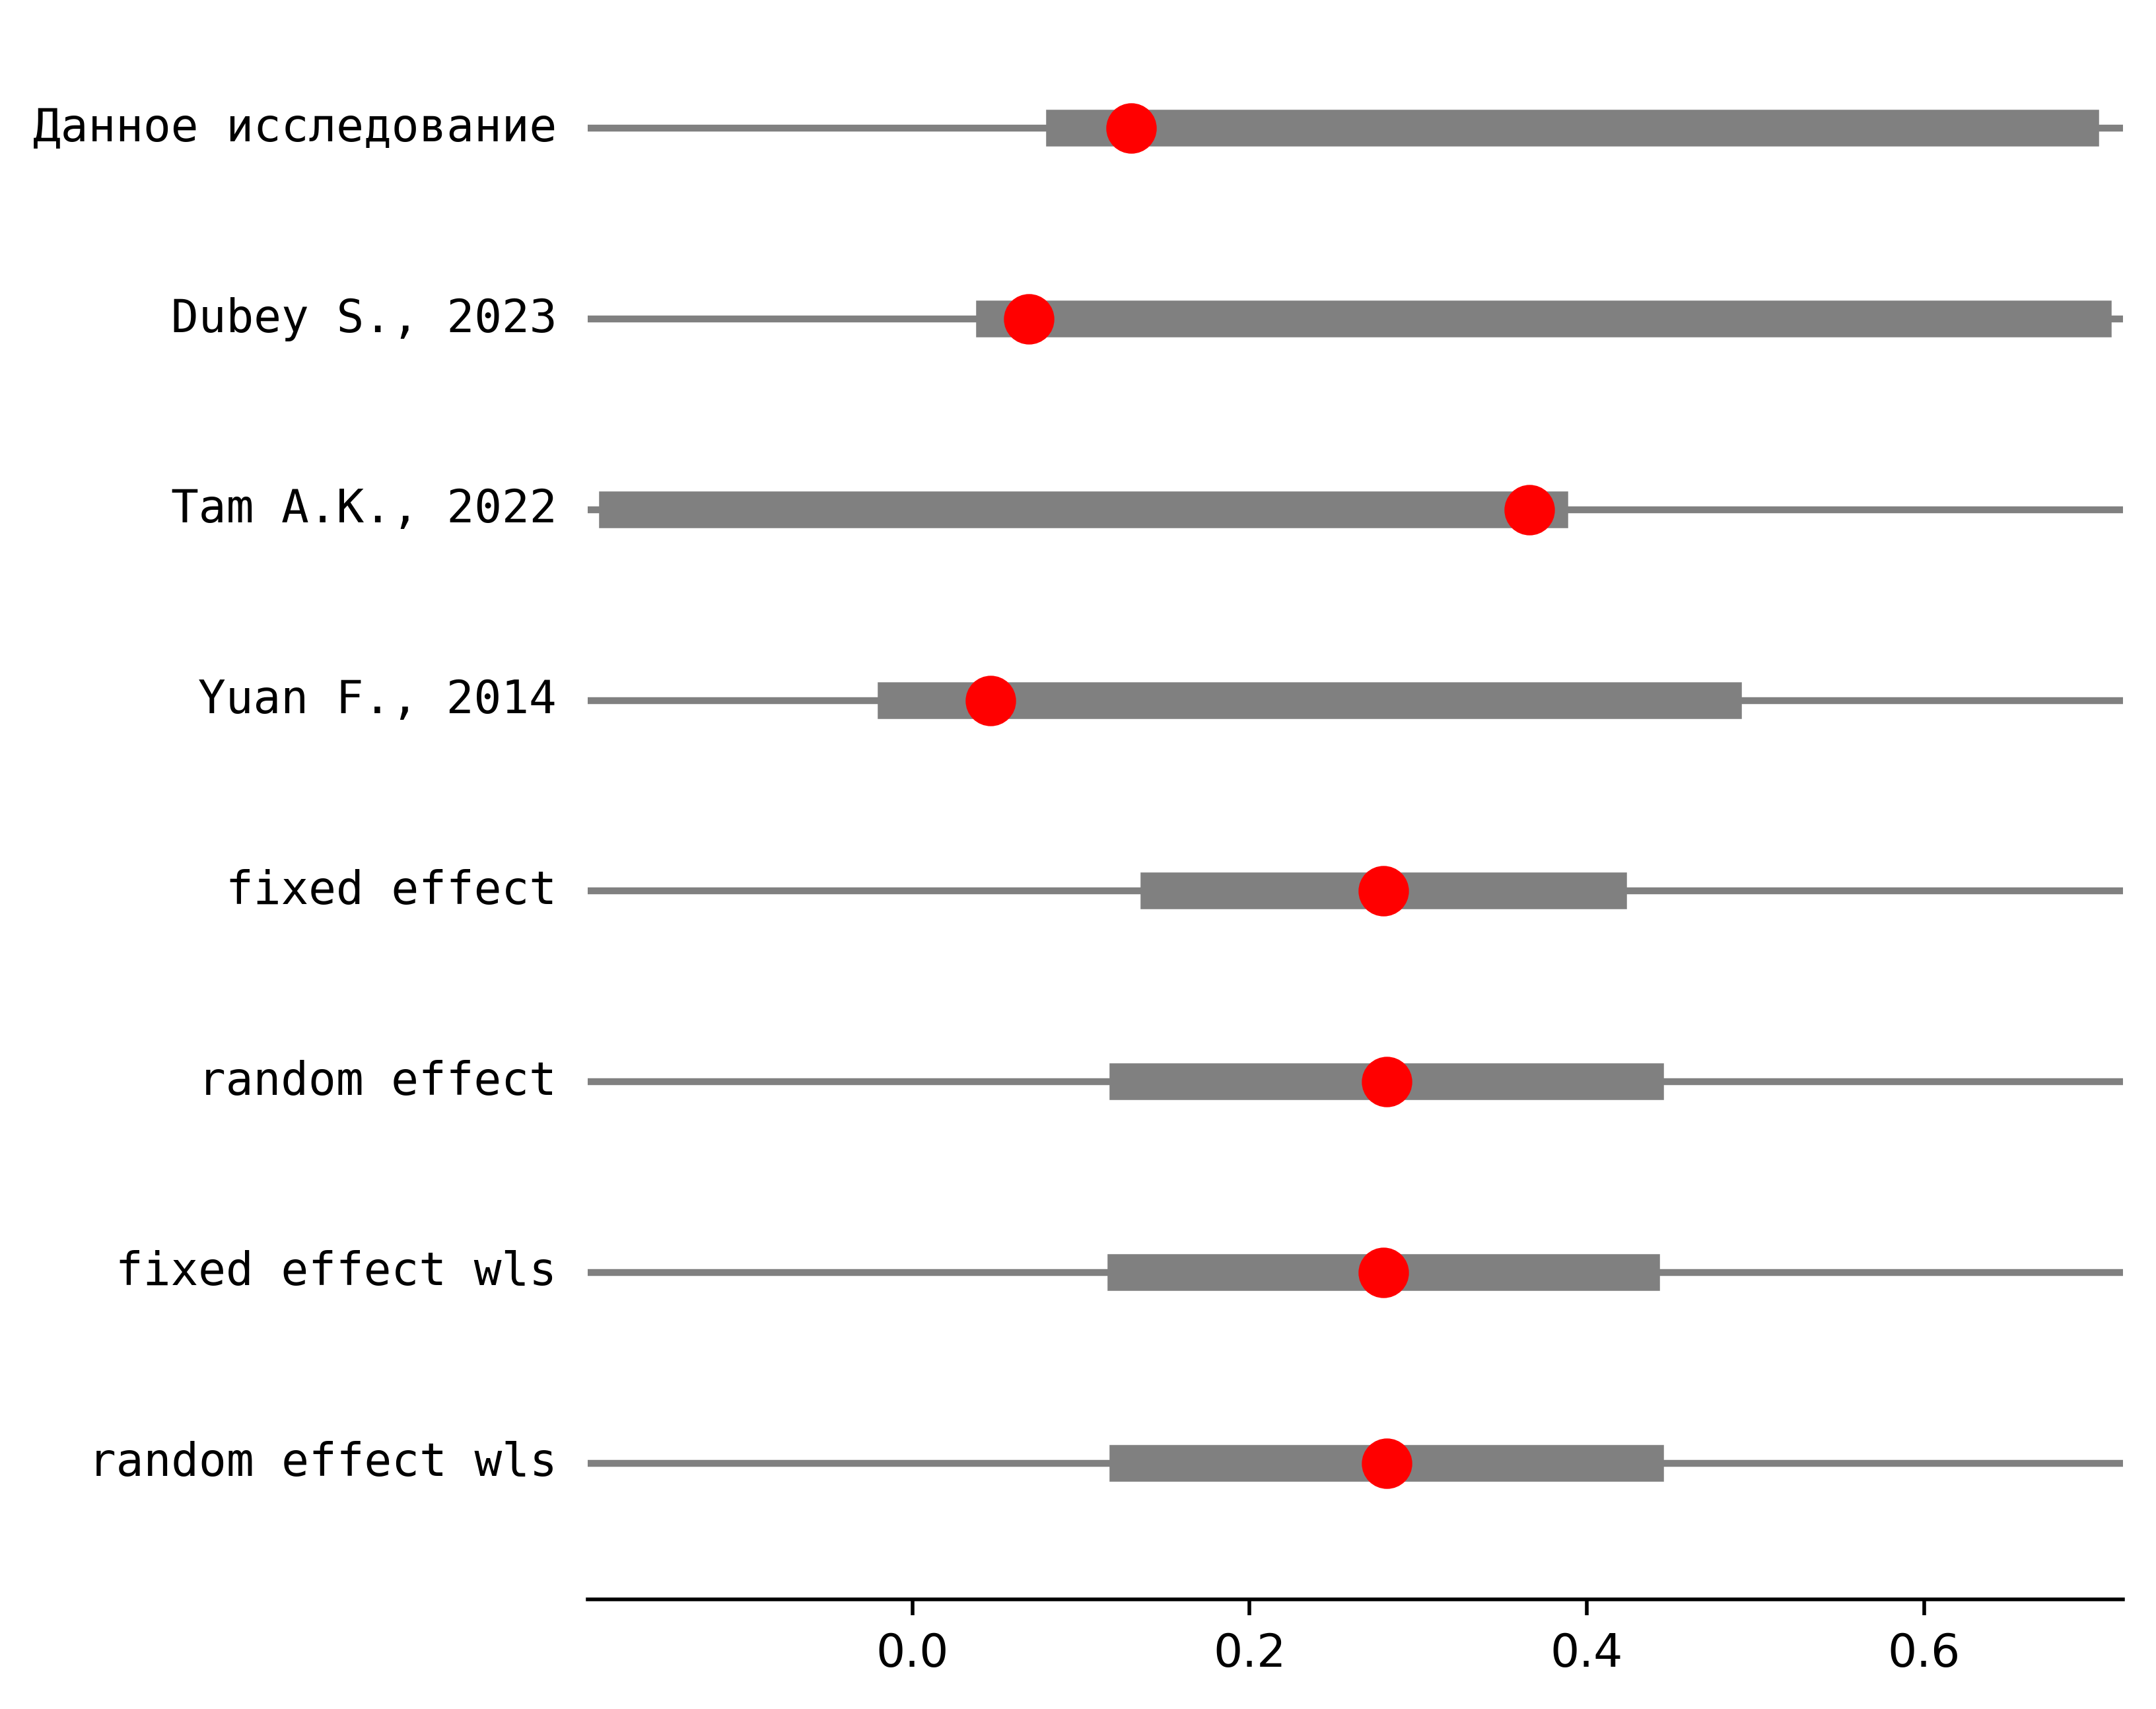 Данное исследование
Dubey S., 2023
Tam A.K., 2022
Yuan F., 2014
fixed effect
random effect
fixed effect wls
random effect wls
0.0 0.2 0.4 0.6